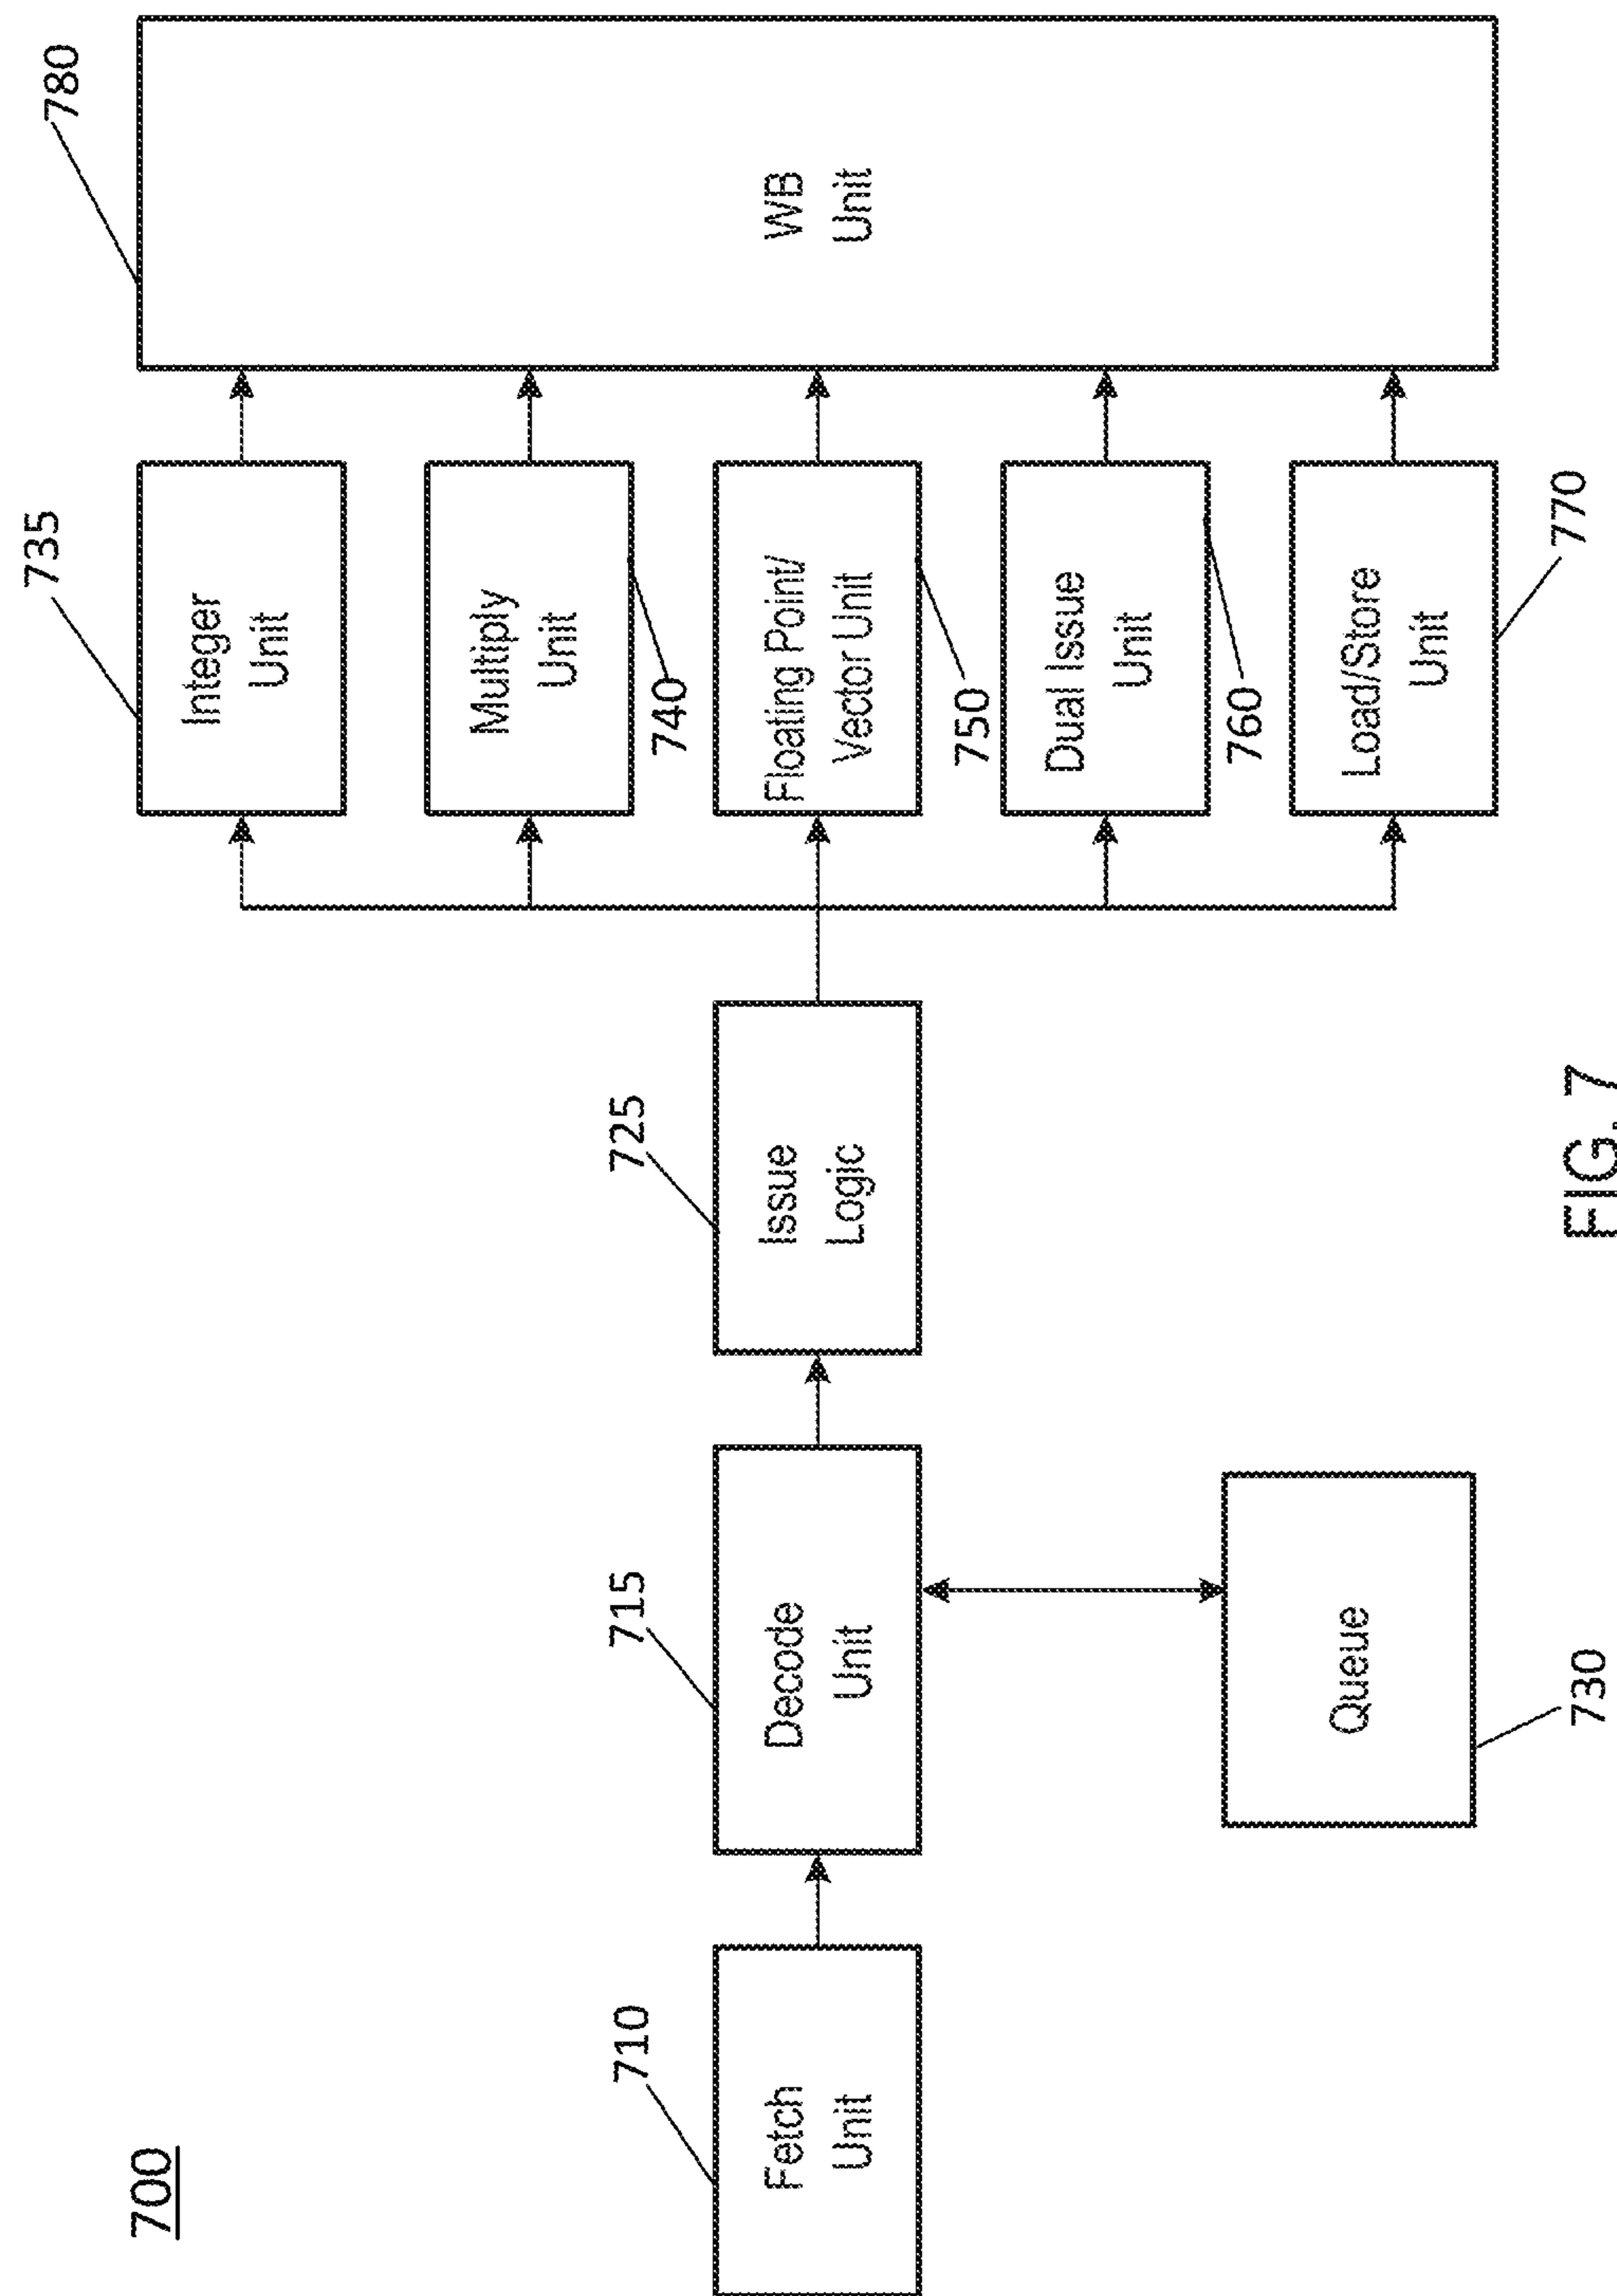 700
710
Fetch
Unit
715
Decode
Unit
730
Queue
725
Issue
Logic
735
Integer
Unit
Multiply
Unit
740
Floating Point/
Vector Unit
750
Dual Issue
Unit
760
Load/Store
Unit
770
780
WB
Unit
FIG. 7